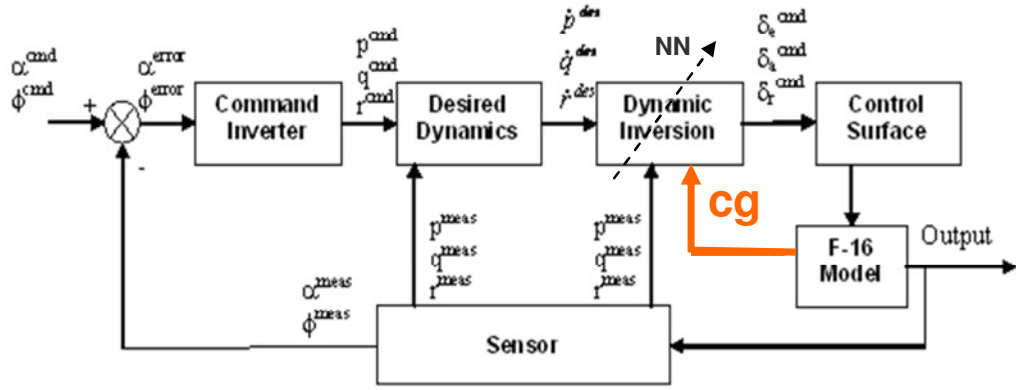 α^cmd
ϕ^cmd
+
-
α^error
ϕ^error
Command
Inverter
p^cmd
q^cmd
r^cmd
Desired
Dynamics
ṗ^des
q̇^des
ṙ^des
NN
Dynamic
Inversion
δ_e^cmd
δ_a^cmd
δ_r^cmd
Control
Surface
cg
F-16
Model
Output
p^meas
q^meas
r^meas
p^meas
q^meas
r^meas
α^meas
ϕ^meas
Sensor